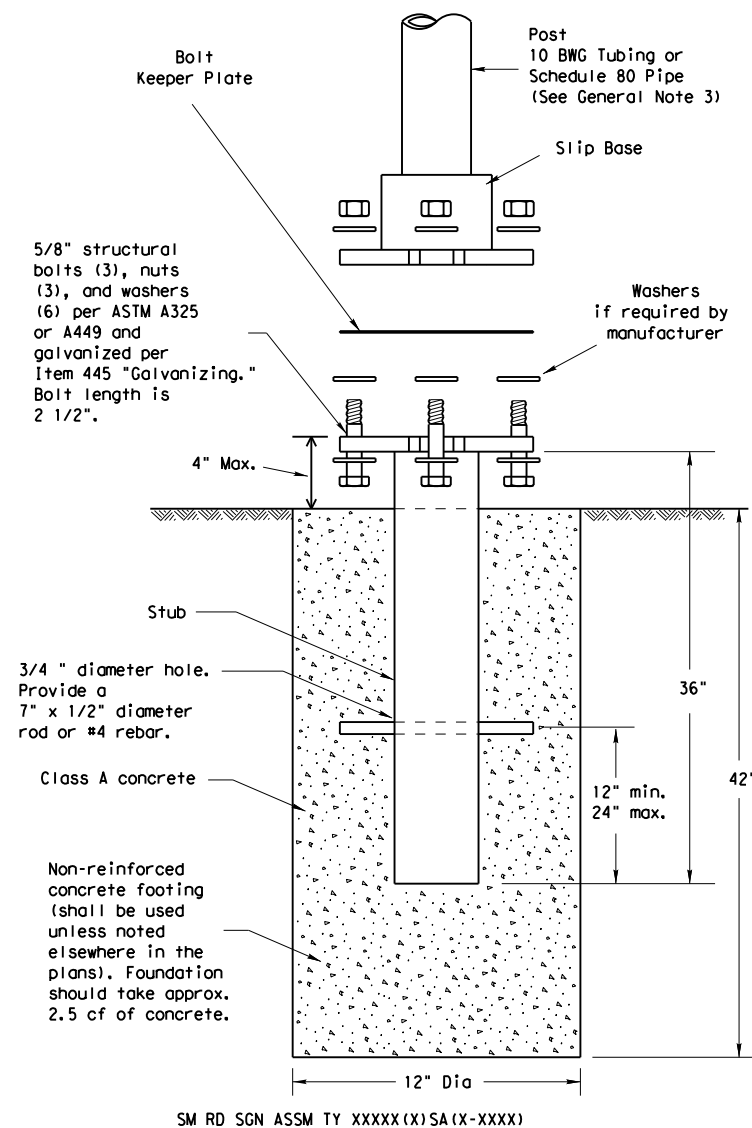 Bolt
Keeper Plate
Post
10 BWG Tubing or
Schedule 80 Pipe
(See General Note 3)
Slip Base
5/8" structural
bolts (3), nuts
(3), and washers
(6) per ASTM A325
or A449 and
galvanized per
Item 445 "Galvanizing."
Bolt length is
2 1/2".
Washers
if required by
manufacturer
4" Max.
Stub
3/4 " diameter hole.
Provide a
7" x 1/2" diameter
rod or #4 rebar.
36"
Class A concrete
12" min.
24" max.
42"
Non-reinforced
concrete footing
(shall be used
unless noted
elsewhere in the
plans). Foundation
should take approx.
2.5 cf of concrete.
12" Dia
SM RD SGN ASSM TY XXXXX(X)SA(X-XXXX)